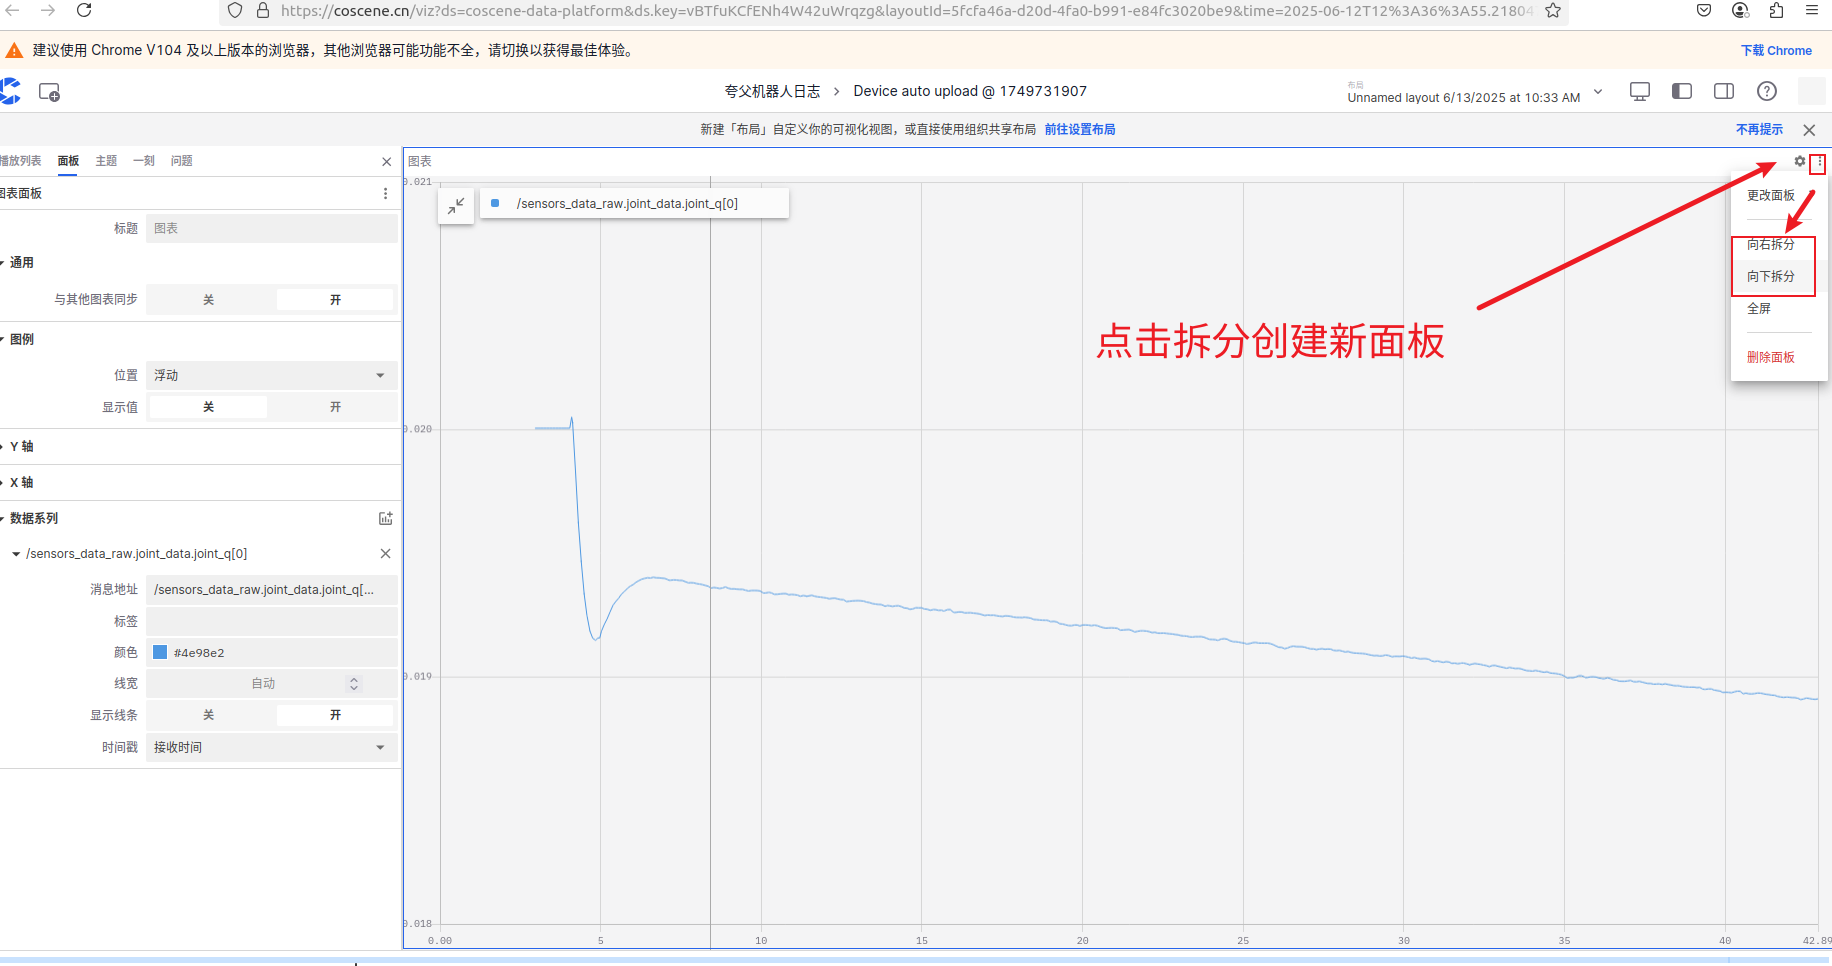 https://coscene.cn/viz?ds=coscene-data-platform&ds.key=vBTfuKCfENh4W42uWrqzg&layoutId=5fcfa46a-d20d-4fa0-b991-e84fc3020be9&time=2025-06-12T12%3A36%3A55.21804
建议使用 Chrome V104 及以上版本的浏览器，其他浏览器可能功能不全，请切换以获得最佳体验。
下载 Chrome
夸父机器人日志 > Device auto upload @ 1749731907
布局
Unnamed layout 6/13/2025 at 10:33 AM
新建「布局」自定义你的可视化视图，或直接使用组织共享布局 前往设置布局
不再提示
播放列表 面板 主题 一刻 问题
图表面板
标题 图表
通用
与其他图表同步 关 开
图例
位置 浮动
显示值 关 开
Y 轴
X 轴
数据系列
/sensors_data_raw.joint_data.joint_q[0]
消息地址 /sensors_data_raw.joint_data.joint_q[...
标签
颜色 #4e98e2
线宽 自动
显示线条 关 开
时间戳 接收时间
图表
/sensors_data_raw.joint_data.joint_q[0]
更改面板
向右拆分
向下拆分
全屏
删除面板
点击拆分创建新面板
0.021
0.020
0.019
0.018
0.00 5 10 15 20 25 30 35 40 42.89